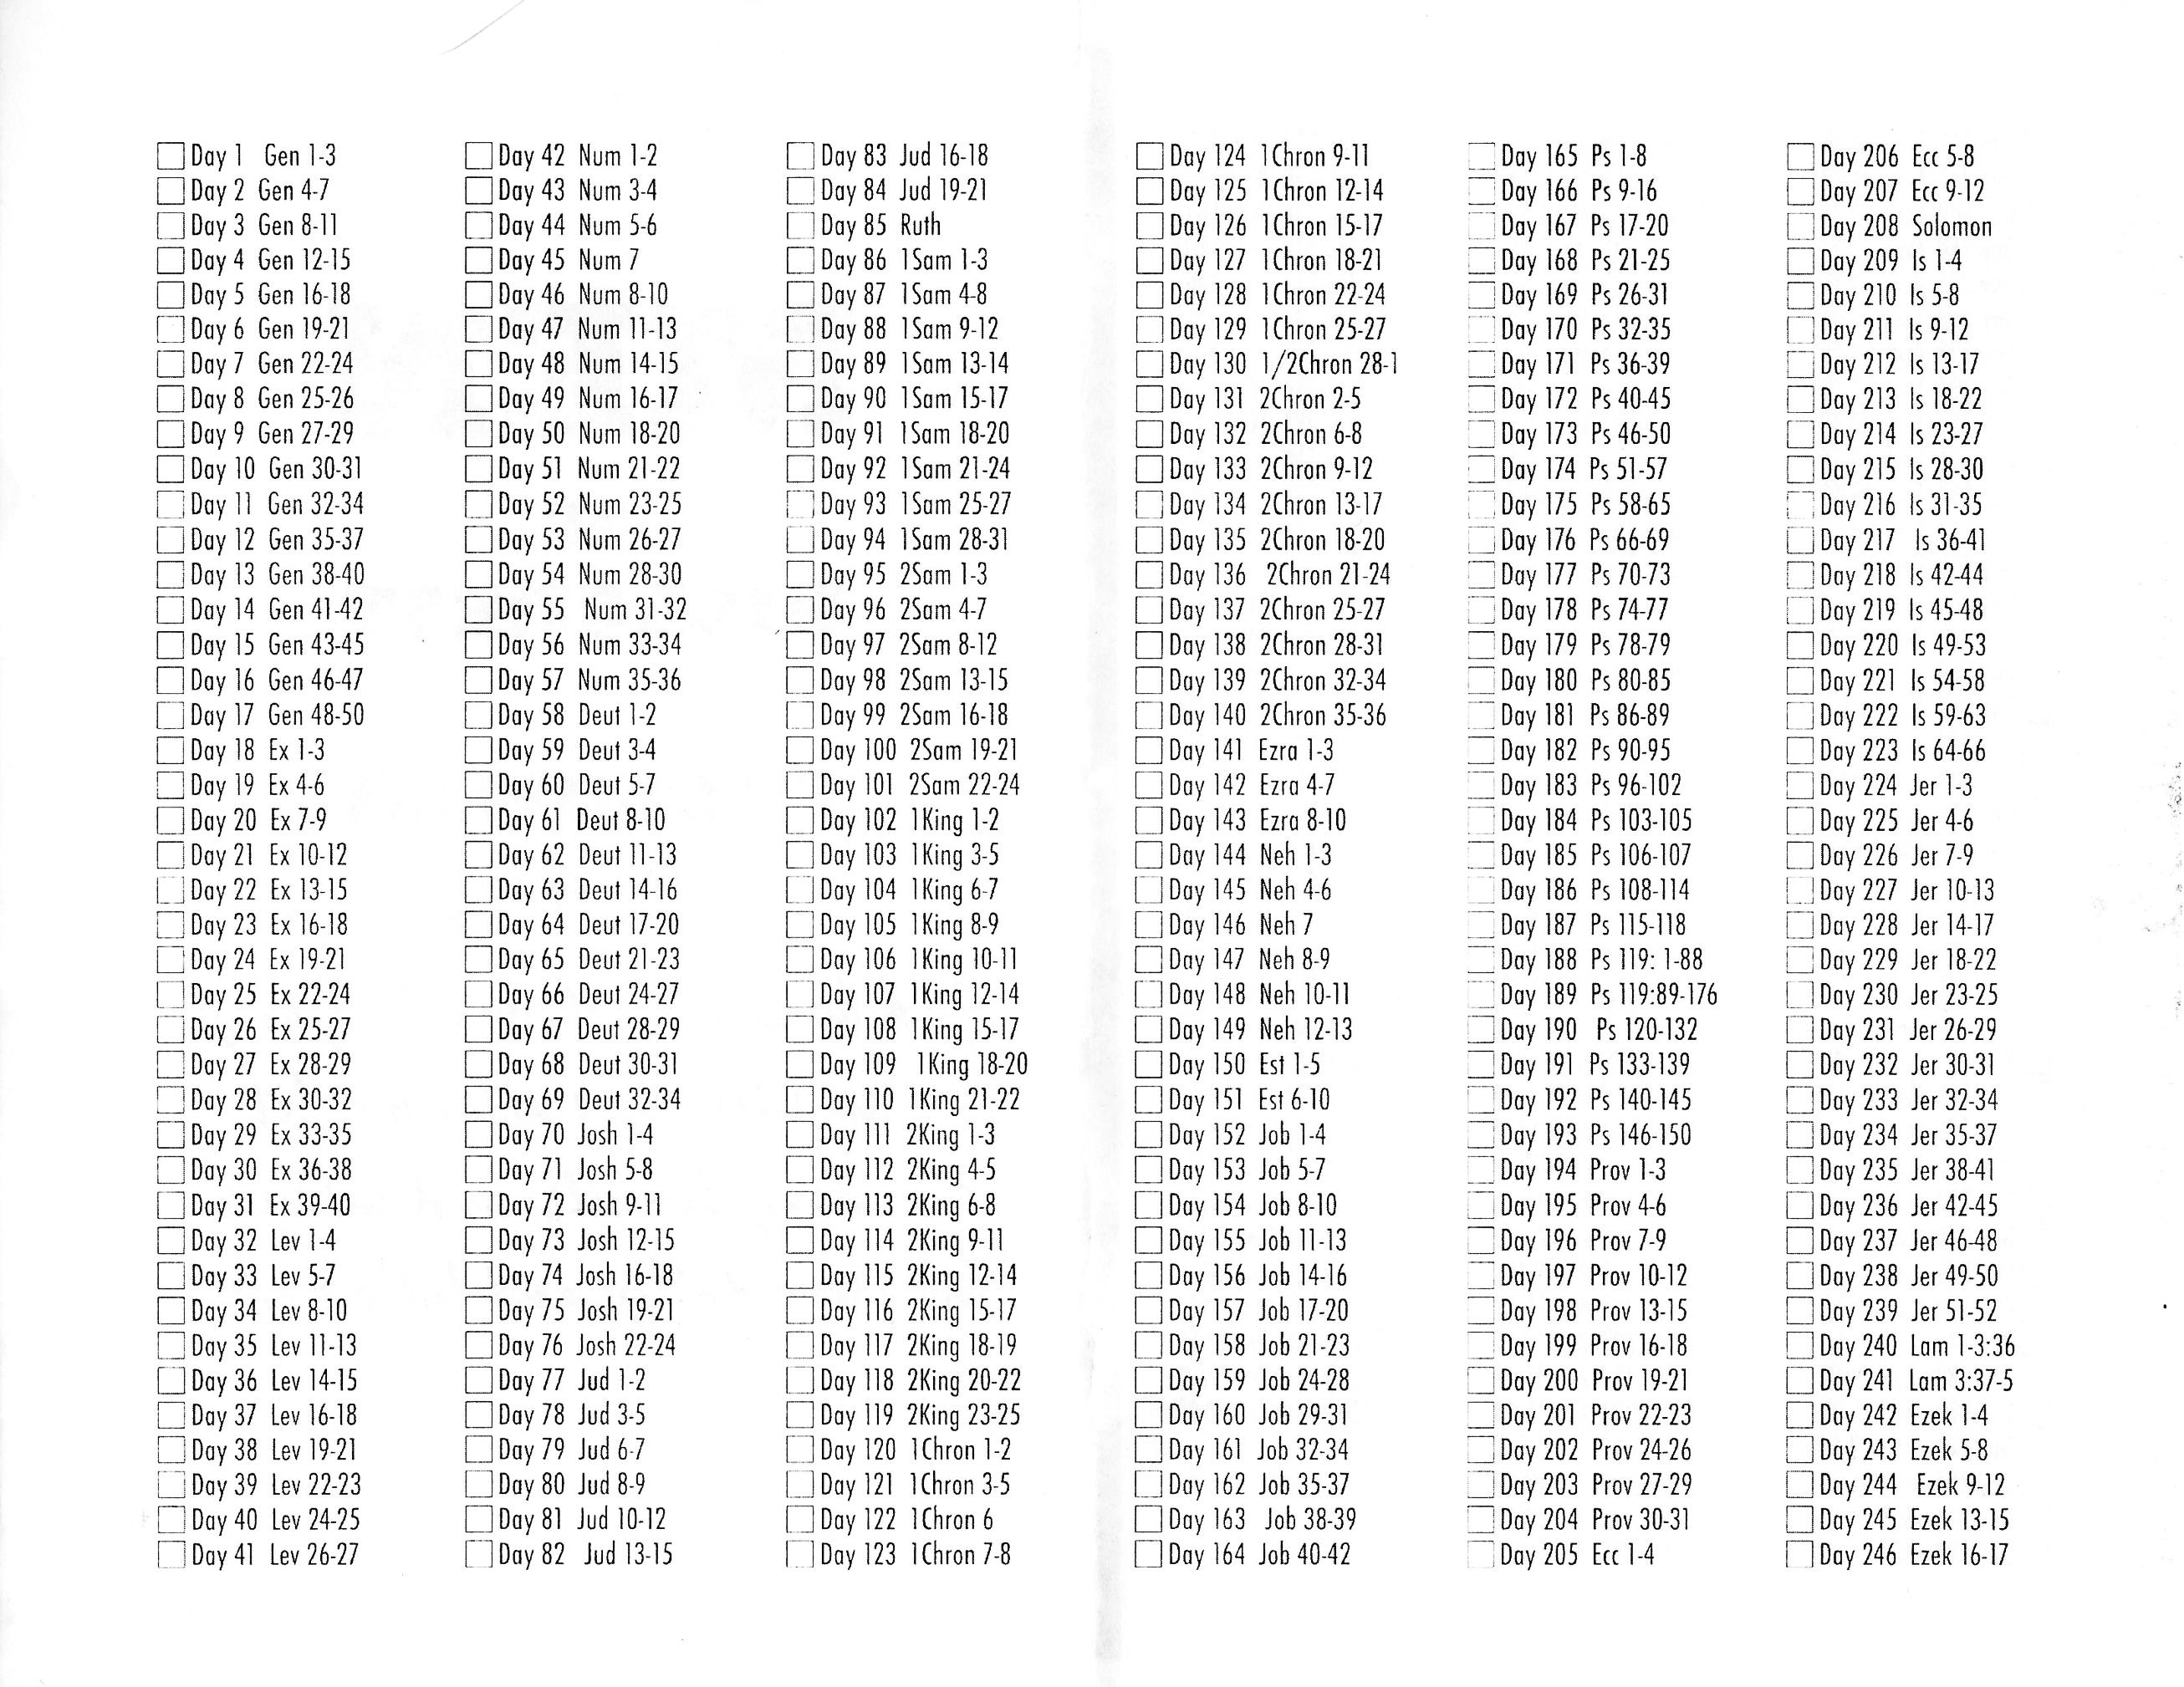 Day 1 Gen 1-3
Day 2 Gen 4-7
Day 3 Gen 8-11
Day 4 Gen 12-15
Day 5 Gen 16-18
Day 6 Gen 19-21
Day 7 Gen 22-24
Day 8 Gen 25-26
Day 9 Gen 27-29
Day 10 Gen 30-31
Day 11 Gen 32-34
Day 12 Gen 35-37
Day 13 Gen 38-40
Day 14 Gen 41-42
Day 15 Gen 43-45
Day 16 Gen 46-47
Day 17 Gen 48-50
Day 18 Ex 1-3
Day 19 Ex 4-6
Day 20 Ex 7-9
Day 21 Ex 10-12
Day 22 Ex 13-15
Day 23 Ex 16-18
Day 24 Ex 19-21
Day 25 Ex 22-24
Day 26 Ex 25-27
Day 27 Ex 28-29
Day 28 Ex 30-32
Day 29 Ex 33-35
Day 30 Ex 36-38
Day 31 Ex 39-40
Day 32 Lev 1-4
Day 33 Lev 5-7
Day 34 Lev 8-10
Day 35 Lev 11-13
Day 36 Lev 14-15
Day 37 Lev 16-18
Day 38 Lev 19-21
Day 39 Lev 22-23
Day 40 Lev 24-25
Day 41 Lev 26-27
Day 42 Num 1-2
Day 43 Num 3-4
Day 44 Num 5-6
Day 45 Num 7
Day 46 Num 8-10
Day 47 Num 11-13
Day 48 Num 14-15
Day 49 Num 16-17
Day 50 Num 18-20
Day 51 Num 21-22
Day 52 Num 23-25
Day 53 Num 26-27
Day 54 Num 28-30
Day 55 Num 31-32
Day 56 Num 33-34
Day 57 Num 35-36
Day 58 Deut 1-2
Day 59 Deut 3-4
Day 60 Deut 5-7
Day 61 Deut 8-10
Day 62 Deut 11-13
Day 63 Deut 14-16
Day 64 Deut 17-20
Day 65 Deut 21-23
Day 66 Deut 24-27
Day 67 Deut 28-29
Day 68 Deut 30-31
Day 69 Deut 32-34
Day 70 Josh 1-4
Day 71 Josh 5-8
Day 72 Josh 9-11
Day 73 Josh 12-15
Day 74 Josh 16-18
Day 75 Josh 19-21
Day 76 Josh 22-24
Day 77 Jud 1-2
Day 78 Jud 3-5
Day 79 Jud 6-7
Day 80 Jud 8-9
Day 81 Jud 10-12
Day 82 Jud 13-15
Day 83 Jud 16-18
Day 84 Jud 19-21
Day 85 Ruth
Day 86 1Sam 1-3
Day 87 1Sam 4-8
Day 88 1Sam 9-12
Day 89 1Sam 13-14
Day 90 1Sam 15-17
Day 91 1Sam 18-20
Day 92 1Sam 21-24
Day 93 1Sam 25-27
Day 94 1Sam 28-31
Day 95 2Sam 1-3
Day 96 2Sam 4-7
Day 97 2Sam 8-12
Day 98 2Sam 13-15
Day 99 2Sam 16-18
Day 100 2Sam 19-21
Day 101 2Sam 22-24
Day 102 1King 1-2
Day 103 1King 3-5
Day 104 1King 6-7
Day 105 1King 8-9
Day 106 1King 10-11
Day 107 1King 12-14
Day 108 1King 15-17
Day 109 1King 18-20
Day 110 1King 21-22
Day 111 2King 1-3
Day 112 2King 4-5
Day 113 2King 6-8
Day 114 2King 9-11
Day 115 2King 12-14
Day 116 2King 15-17
Day 117 2King 18-19
Day 118 2King 20-22
Day 119 2King 23-25
Day 120 1Chron 1-2
Day 121 1Chron 3-5
Day 122 1Chron 6
Day 123 1Chron 7-8
Day 124 1Chron 9-11
Day 125 1Chron 12-14
Day 126 1Chron 15-17
Day 127 1Chron 18-21
Day 128 1Chron 22-24
Day 129 1Chron 25-27
Day 130 1/2Chron 28-1
Day 131 2Chron 2-5
Day 132 2Chron 6-8
Day 133 2Chron 9-12
Day 134 2Chron 13-17
Day 135 2Chron 18-20
Day 136 2Chron 21-24
Day 137 2Chron 25-27
Day 138 2Chron 28-31
Day 139 2Chron 32-34
Day 140 2Chron 35-36
Day 141 Ezra 1-3
Day 142 Ezra 4-7
Day 143 Ezra 8-10
Day 144 Neh 1-3
Day 145 Neh 4-6
Day 146 Neh 7
Day 147 Neh 8-9
Day 148 Neh 10-11
Day 149 Neh 12-13
Day 150 Est 1-5
Day 151 Est 6-10
Day 152 Job 1-4
Day 153 Job 5-7
Day 154 Job 8-10
Day 155 Job 11-13
Day 156 Job 14-16
Day 157 Job 17-20
Day 158 Job 21-23
Day 159 Job 24-28
Day 160 Job 29-31
Day 161 Job 32-34
Day 162 Job 35-37
Day 163 Job 38-39
Day 164 Job 40-42
Day 165 Ps 1-8
Day 166 Ps 9-16
Day 167 Ps 17-20
Day 168 Ps 21-25
Day 169 Ps 26-31
Day 170 Ps 32-35
Day 171 Ps 36-39
Day 172 Ps 40-45
Day 173 Ps 46-50
Day 174 Ps 51-57
Day 175 Ps 58-65
Day 176 Ps 66-69
Day 177 Ps 70-73
Day 178 Ps 74-77
Day 179 Ps 78-79
Day 180 Ps 80-85
Day 181 Ps 86-89
Day 182 Ps 90-95
Day 183 Ps 96-102
Day 184 Ps 103-105
Day 185 Ps 106-107
Day 186 Ps 108-114
Day 187 Ps 115-118
Day 188 Ps 119: 1-88
Day 189 Ps 119:89-176
Day 190 Ps 120-132
Day 191 Ps 133-139
Day 192 Ps 140-145
Day 193 Ps 146-150
Day 194 Prov 1-3
Day 195 Prov 4-6
Day 196 Prov 7-9
Day 197 Prov 10-12
Day 198 Prov 13-15
Day 199 Prov 16-18
Day 200 Prov 19-21
Day 201 Prov 22-23
Day 202 Prov 24-26
Day 203 Prov 27-29
Day 204 Prov 30-31
Day 205 Ecc 1-4
Day 206 Ecc 5-8
Day 207 Ecc 9-12
Day 208 Solomon
Day 209 Is 1-4
Day 210 Is 5-8
Day 211 Is 9-12
Day 212 Is 13-17
Day 213 Is 18-22
Day 214 Is 23-27
Day 215 Is 28-30
Day 216 Is 31-35
Day 217 Is 36-41
Day 218 Is 42-44
Day 219 Is 45-48
Day 220 Is 49-53
Day 221 Is 54-58
Day 222 Is 59-63
Day 223 Is 64-66
Day 224 Jer 1-3
Day 225 Jer 4-6
Day 226 Jer 7-9
Day 227 Jer 10-13
Day 228 Jer 14-17
Day 229 Jer 18-22
Day 230 Jer 23-25
Day 231 Jer 26-29
Day 232 Jer 30-31
Day 233 Jer 32-34
Day 234 Jer 35-37
Day 235 Jer 38-41
Day 236 Jer 42-45
Day 237 Jer 46-48
Day 238 Jer 49-50
Day 239 Jer 51-52
Day 240 Lam 1-3:36
Day 241 Lam 3:37-5
Day 242 Ezek 1-4
Day 243 Ezek 5-8
Day 244 Ezek 9-12
Day 245 Ezek 13-15
Day 246 Ezek 16-17